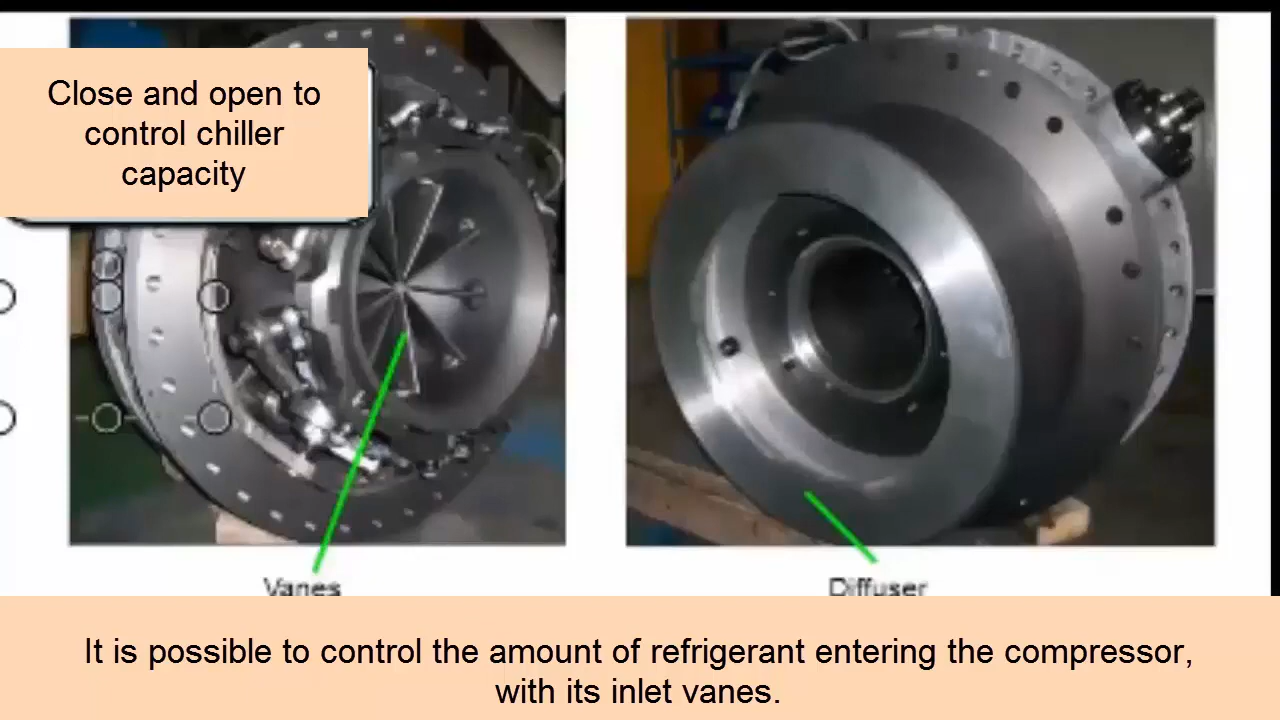 Close and open to
control chiller
capacity
Vanes
Diffuser
It is possible to control the amount of refrigerant entering the compressor,
with its inlet vanes.